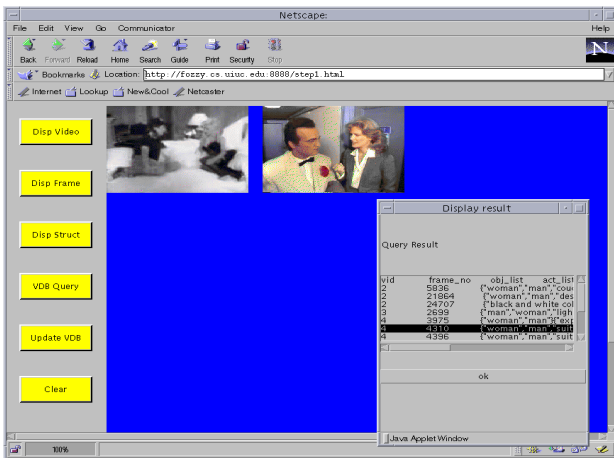 Netscape:
File Edit View Go Communicator Help
Back Forward Reload Home Search Guide Print Security Stop
N
Bookmarks Location: http://fozzy.cs.uiuc.edu:8888/step1.html
Internet Lookup New&Cool Netcaster
Disp Video
Disp Frame
Disp Struct
VDB Query
Update VDB
Clear
Display result
Query Result
vid frame_no obj_list act_list
2 5836 {"woman","man","couc
2 21864 {"woman","man","des
2 24707 {"black and white col
3 2699 {"man","woman","ligh
4 3975 {"woman","man"}{"exp
4 4310 {"woman","man","suit
4 4396 {"woman","man","suit
ok
Java Applet Window
100%